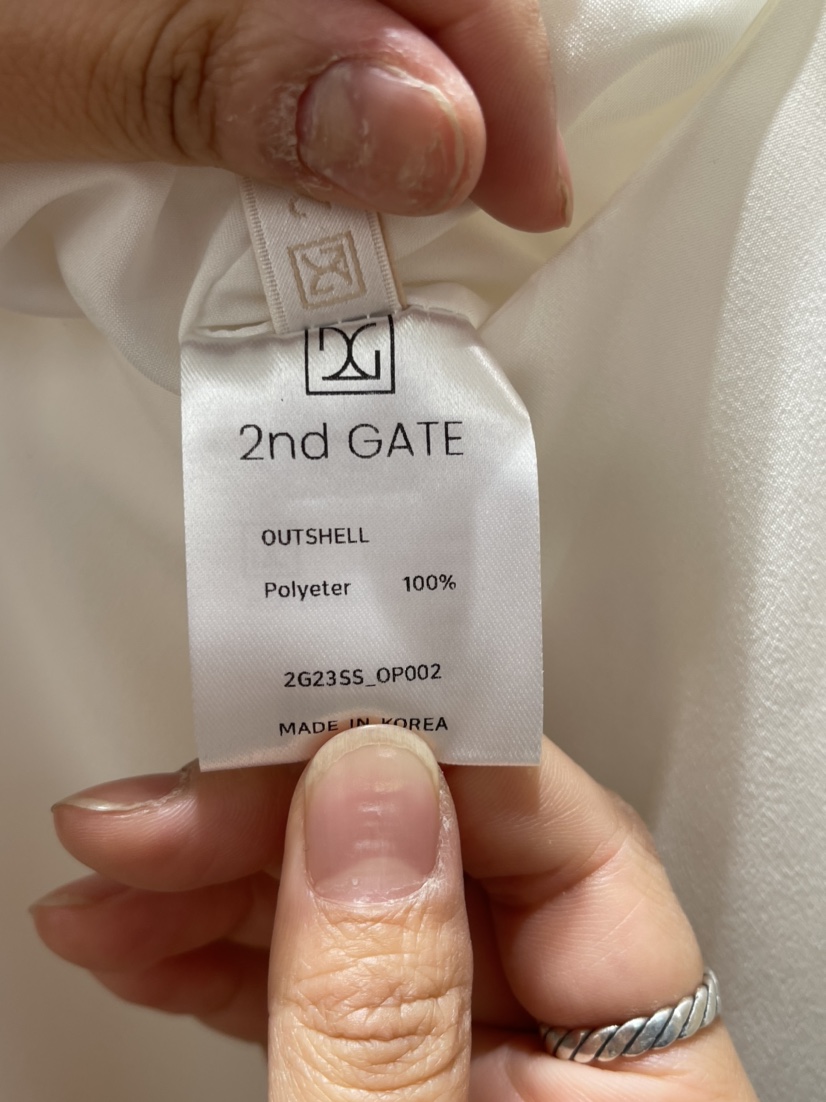 2nd GATE
OUTSHELL
Polyeter 100%
2G23SS_OP002
MADE IN KOREA